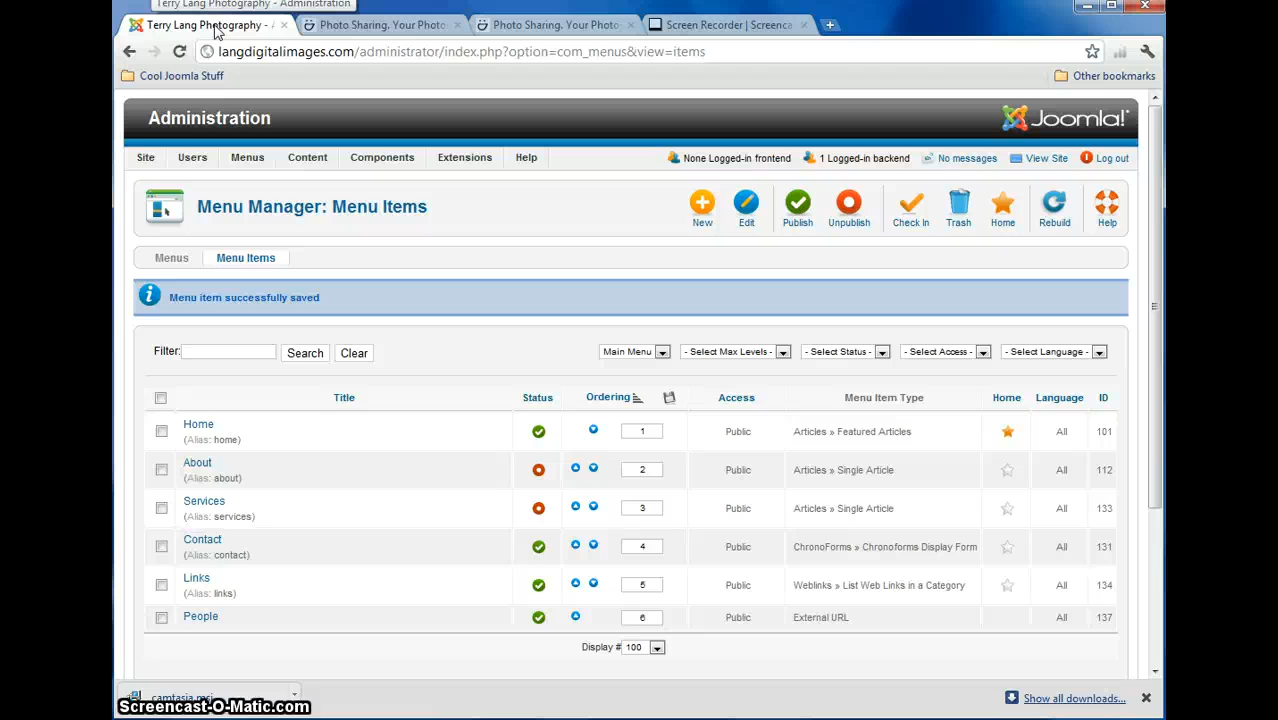 Terry Lang Photography - Administration
Terry Lang Photography - A
Photo Sharing. Your Photo
Photo Sharing. Your Photo
Screen Recorder | Screenca
langdigitalimages.com/administrator/index.php?option=com_menus&view=items
Cool Joomla Stuff
Other bookmarks
Administration
Joomla!
Site Users Menus Content Components Extensions Help
None Logged-in frontend 1 Logged-in backend No messages View Site Log out
Menu Manager: Menu Items
New Edit Publish Unpublish Check In Trash Home Rebuild Help
Menus Menu Items
Menu item successfully saved
Filter: Search Clear Main Menu - Select Max Levels - - Select Status - - Select Access - - Select Language -
Title Status Ordering Access Menu Item Type Home Language ID
Home 1 Public Articles » Featured Articles All 101
(Alias: home)
About 2 Public Articles » Single Article All 112
(Alias: about)
Services 3 Public Articles » Single Article All 133
(Alias: services)
Contact 4 Public ChronoForms » Chronoforms Display Form All 131
(Alias: contact)
Links 5 Public Weblinks » List Web Links in a Category All 134
(Alias: links)
People 6 Public External URL All 137
Display # 100
camtasia.msi
Show all downloads...
Screencast-O-Matic.com